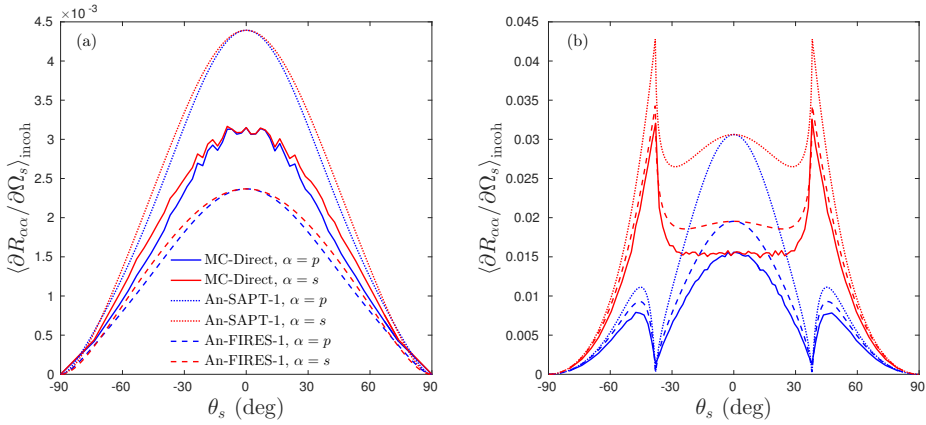 ×10⁻³
4.5
4
3.5
3
2.5
2
1.5
1
0.5
0
-90 -60 -30 0 30 60 90
(a)
⟨∂R_αα/∂Ω_s⟩_incoh
θ_s (deg)
MC-Direct, α = p
MC-Direct, α = s
An-SAPT-1, α = p
An-SAPT-1, α = s
An-FIRES-1, α = p
An-FIRES-1, α = s
0.045
0.04
0.035
0.03
0.025
0.02
0.015
0.01
0.005
0
-90 -60 -30 0 30 60 90
(b)
⟨∂R_αα/∂Ω_s⟩_incoh
θ_s (deg)